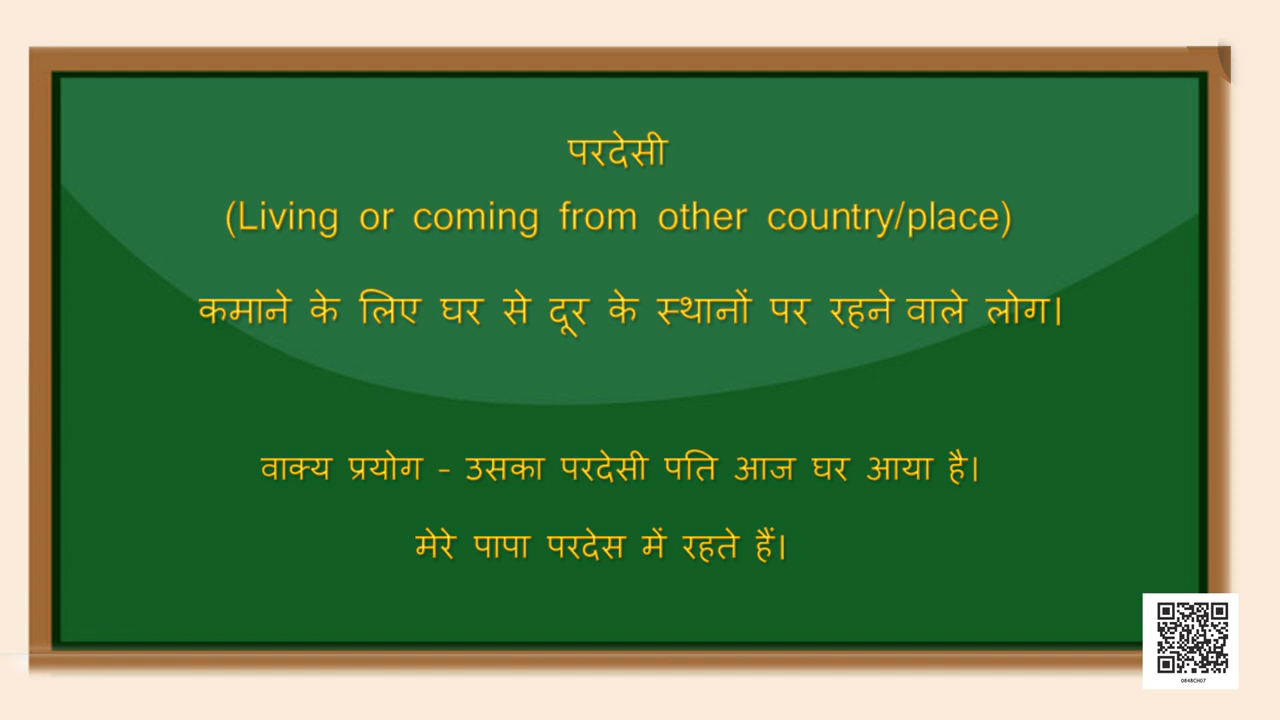 परदेसी
(Living or coming from other country/place)
कमाने के लिए घर से दूर के स्थानों पर रहने वाले लोग।
वाक्य प्रयोग - उसका परदेसी पति आज घर आया है।
मेरे पापा परदेस में रहते हैं।
0848CH07